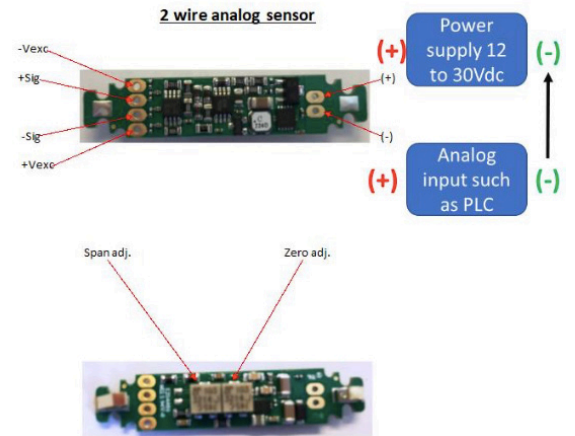 2 wire analog sensor
-Vexc
+Sig
-Sig
+Vexc
(+)
(-)
(+)
Power
supply 12
to 30Vdc
(-)
(+)
Analog
input such
as PLC
(-)
Span adj.
Zero adj.